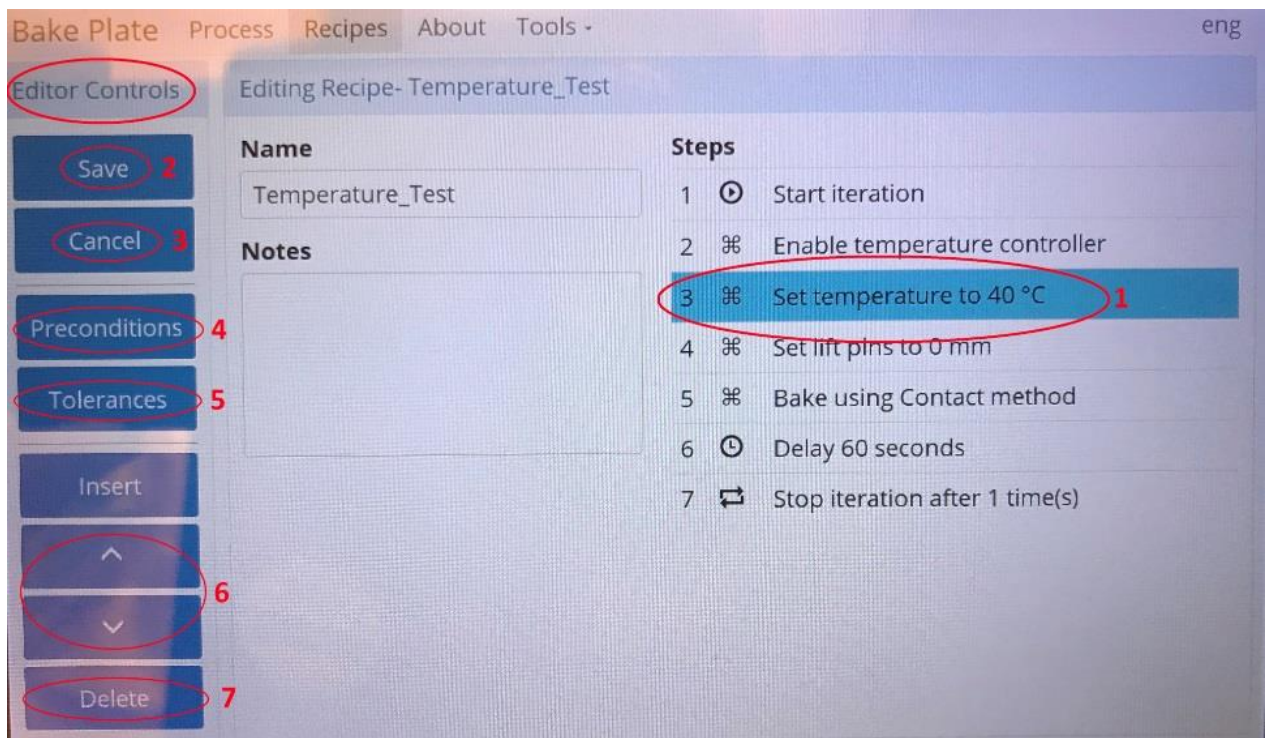 Bake Plate Process Recipes About Tools eng
Editor Controls
Save 2
Cancel 3
Preconditions 4
Tolerances 5
Insert
6
Delete 7
Editing Recipe- Temperature_Test
Name
Temperature_Test
Notes
Steps
1 Start iteration
2 ⌘ Enable temperature controller
3 ⌘ Set temperature to 40 °C 1
4 ⌘ Set lift pins to 0 mm
5 ⌘ Bake using Contact method
6 Delay 60 seconds
7 Stop iteration after 1 time(s)